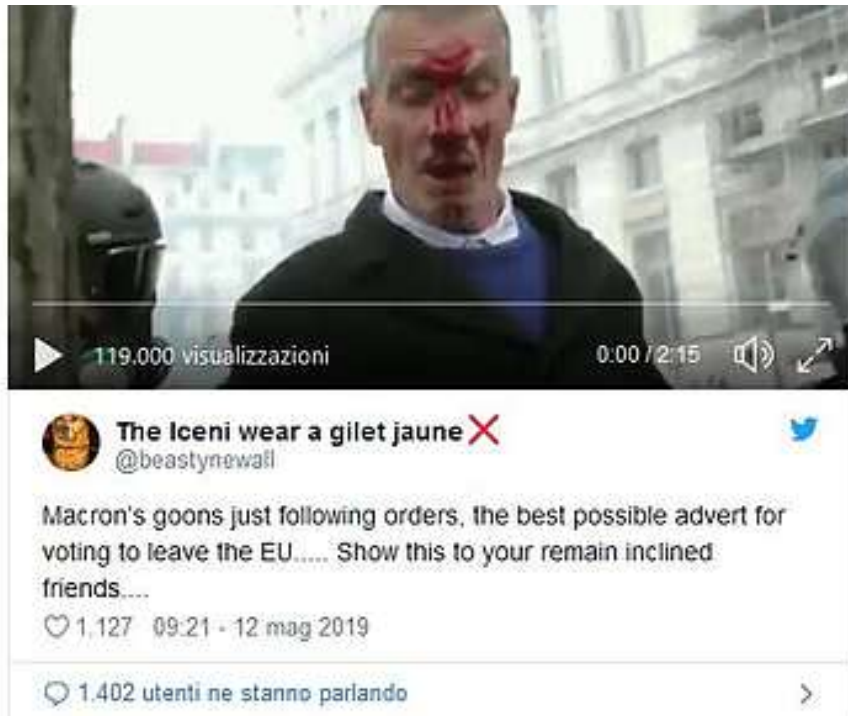 119.000 visualizzazioni
0:00 / 2:15
The Iceni wear a gilet jaune
@beastynewall
Macron's goons just following orders, the best possible advert for
voting to leave the EU..... Show this to your remain inclined
friends....
1.127 09:21 - 12 mag 2019
1.402 utenti ne stanno parlando